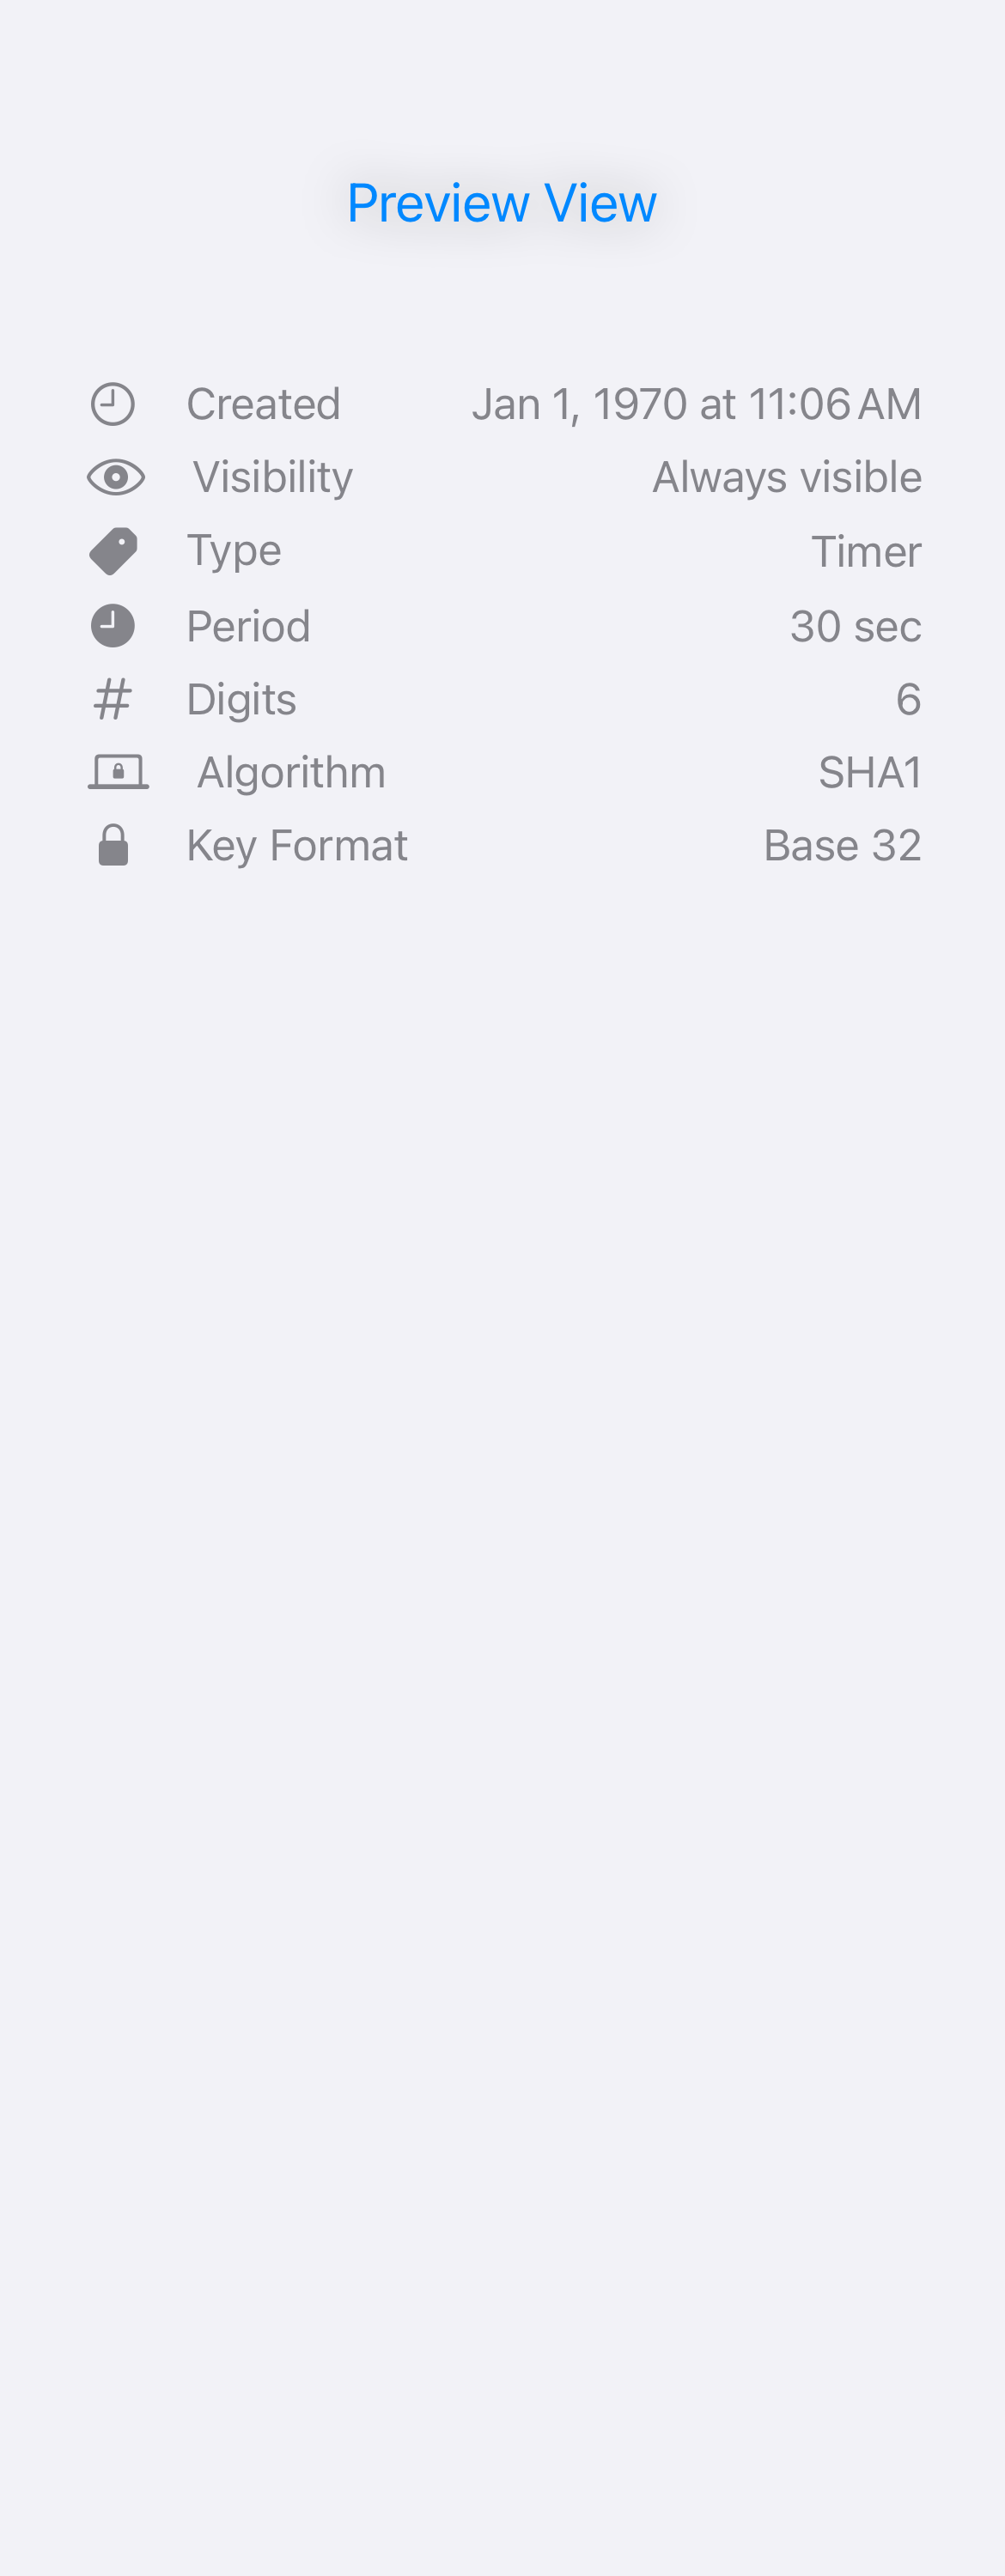 Preview View
Created Jan 1, 1970 at 11:06 AM
Visibility Always visible
Type Timer
Period 30 sec
Digits 6
Algorithm SHA1
Key Format Base 32